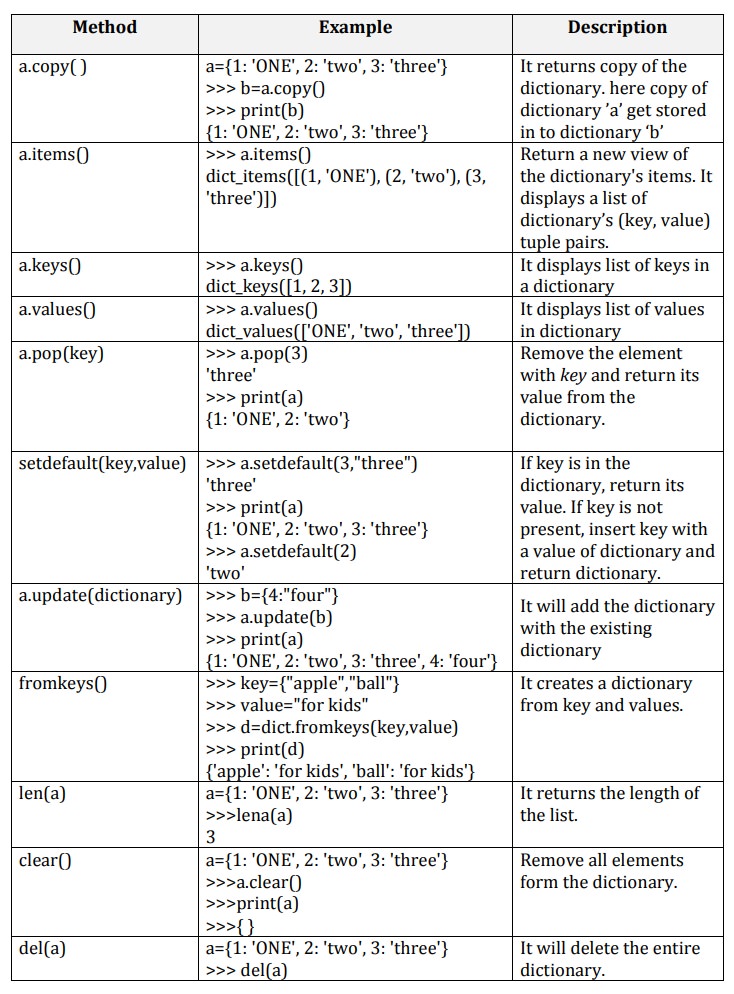 Method Example Description
a.copy( )
a={1: 'ONE', 2: 'two', 3: 'three'}
>>> b=a.copy()
>>> print(b)
{1: 'ONE', 2: 'two', 3: 'three'}
It returns copy of the
dictionary. here copy of
dictionary ’a’ get stored
in to dictionary ‘b’
a.items()
>>> a.items()
dict_items([(1, 'ONE'), (2, 'two'), (3,
'three')])
Return a new view of
the dictionary's items. It
displays a list of
dictionary’s (key, value)
tuple pairs.
a.keys()
>>> a.keys()
dict_keys([1, 2, 3])
It displays list of keys in
a dictionary
a.values()
>>> a.values()
dict_values(['ONE', 'two', 'three'])
It displays list of values
in dictionary
a.pop(key)
>>> a.pop(3)
'three'
>>> print(a)
{1: 'ONE', 2: 'two'}
Remove the element
with key and return its
value from the
dictionary.
setdefault(key,value)
>>> a.setdefault(3,"three")
'three'
>>> print(a)
{1: 'ONE', 2: 'two', 3: 'three'}
>>> a.setdefault(2)
'two'
If key is in the
dictionary, return its
value. If key is not
present, insert key with
a value of dictionary and
return dictionary.
a.update(dictionary)
>>> b={4:"four"}
>>> a.update(b)
>>> print(a)
{1: 'ONE', 2: 'two', 3: 'three', 4: 'four'}
It will add the dictionary
with the existing
dictionary
fromkeys()
>>> key={"apple","ball"}
>>> value="for kids"
>>> d=dict.fromkeys(key,value)
>>> print(d)
{'apple': 'for kids', 'ball': 'for kids'}
It creates a dictionary
from key and values.
len(a)
a={1: 'ONE', 2: 'two', 3: 'three'}
>>>lena(a)
3
It returns the length of
the list.
clear()
a={1: 'ONE', 2: 'two', 3: 'three'}
>>>a.clear()
>>>print(a)
>>>{ }
Remove all elements
form the dictionary.
del(a)
a={1: 'ONE', 2: 'two', 3: 'three'}
>>> del(a)
It will delete the entire
dictionary.